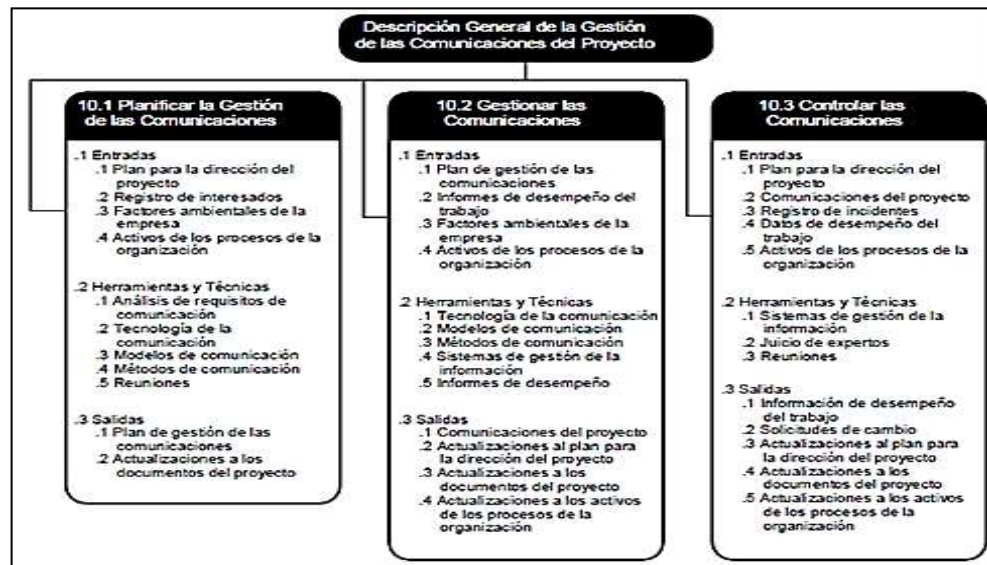 Descripción General de la Gestión
de las Comunicaciones del Proyecto
10.1 Planificar la Gestión
de las Comunicaciones
.1 Entradas
.1 Plan para la dirección del
proyecto
.2 Registro de interesados
.3 Factores ambientales de la
empresa
.4 Activos de los procesos de la
organización
.2 Herramientas y Técnicas
.1 Análisis de requisitos de
comunicación
.2 Tecnología de la
comunicación
.3 Modelos de comunicación
.4 Métodos de comunicación
.5 Reuniones
.3 Salidas
.1 Plan de gestión de las
comunicaciones
.2 Actualizaciones a los
documentos del proyecto
10.2 Gestionar las
Comunicaciones
.1 Entradas
.1 Plan de gestión de las
comunicaciones
.2 Informes de desempeño del
trabajo
.3 Factores ambientales de la
empresa
.4 Activos de los procesos de la
organización
.2 Herramientas y Técnicas
.1 Tecnología de la comunicación
.2 Modelos de comunicación
.3 Métodos de comunicación
.4 Sistemas de gestión de la
información
.5 Informes de desempeño
.3 Salidas
.1 Comunicaciones del proyecto
.2 Actualizaciones al plan para
la dirección del proyecto
.3 Actualizaciones a los
documentos del proyecto
.4 Actualizaciones a los activos
de los procesos de la
organización
10.3 Controlar las
Comunicaciones
.1 Entradas
.1 Plan para la dirección del
proyecto
.2 Comunicaciones del proyecto
.3 Registro de incidentes
.4 Datos de desempeño del
trabajo
.5 Activos de los procesos de la
organización
.2 Herramientas y Técnicas
.1 Sistemas de gestión de la
información
.2 Juicio de expertos
.3 Reuniones
.3 Salidas
.1 Información de desempeño
del trabajo
.2 Solicitudes de cambio
.3 Actualizaciones al plan para
la dirección del proyecto
.4 Actualizaciones a los
documentos del proyecto
.5 Actualizaciones a los activos
de los procesos de la
organización